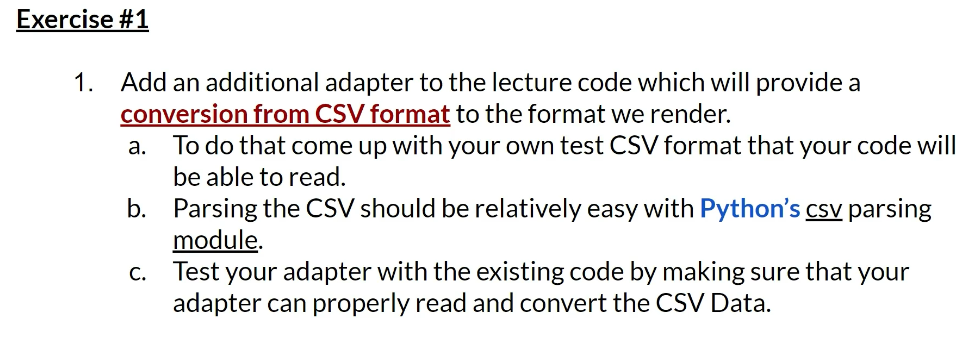 Exercise #1
1. Add an additional adapter to the lecture code which will provide a
conversion from CSV format to the format we render.
a. To do that come up with your own test CSV format that your code will
be able to read.
b. Parsing the CSV should be relatively easy with Python's csv parsing
module.
c. Test your adapter with the existing code by making sure that your
adapter can properly read and convert the CSV Data.